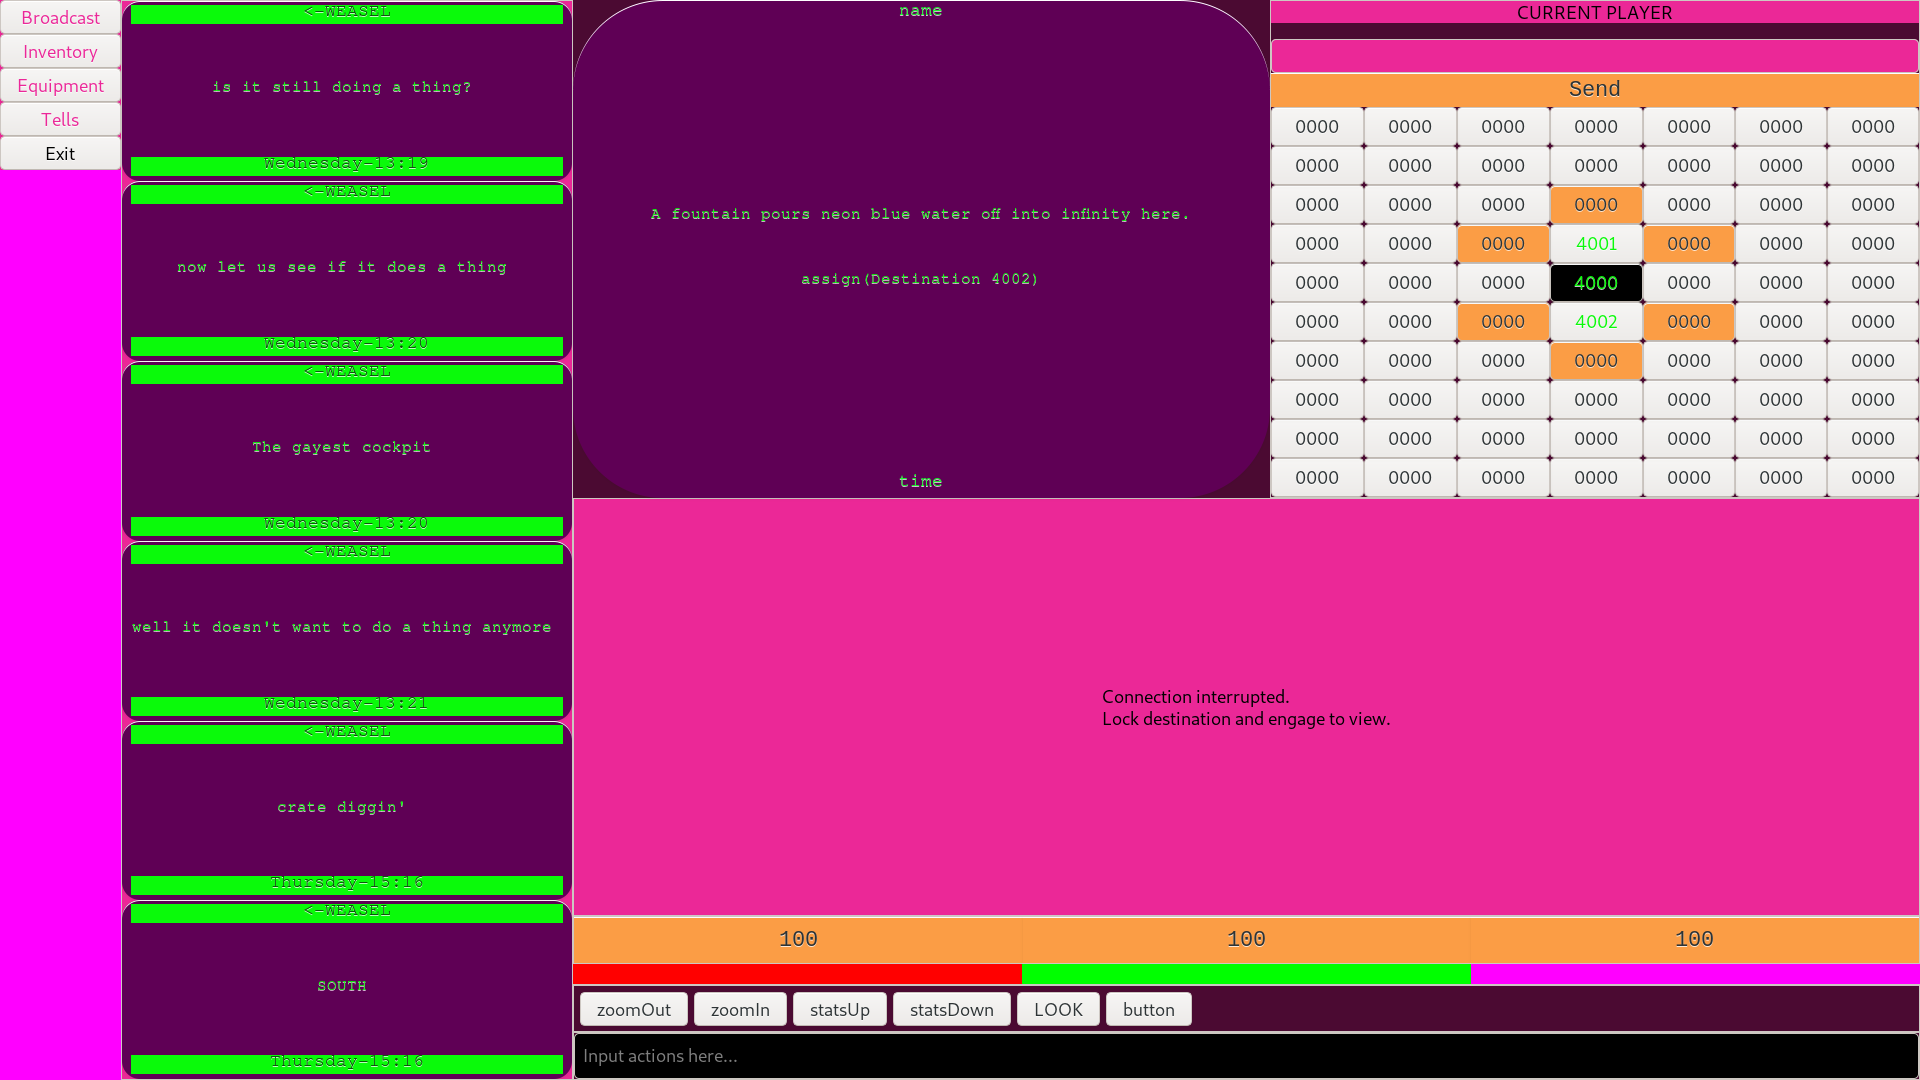 Broadcast
Inventory
Equipment
Tells
Exit
<-WEASEL
is it still doing a thing?
Wednesday-13:19
<-WEASEL
now let us see if it does a thing
Wednesday-13:20
<-WEASEL
The gayest cockpit
Wednesday-13:20
<-WEASEL
well it doesn't want to do a thing anymore
Wednesday-13:21
<-WEASEL
crate diggin'
Thursday-15:16
<-WEASEL
SOUTH
Thursday-15:16
name
A fountain pours neon blue water off into infinity here.
assign(Destination 4002)
time
CURRENT PLAYER
Send
0000 0000 0000 0000 0000 0000 0000
0000 0000 0000 0000 0000 0000 0000
0000 0000 0000 0000 0000 0000 0000
0000 0000 0000 4001 0000 0000 0000
0000 0000 0000 4000 0000 0000 0000
0000 0000 0000 4002 0000 0000 0000
0000 0000 0000 0000 0000 0000 0000
0000 0000 0000 0000 0000 0000 0000
0000 0000 0000 0000 0000 0000 0000
0000 0000 0000 0000 0000 0000 0000
Connection interrupted.
Lock destination and engage to view.
100 100 100
zoomOut zoomIn statsUp statsDown LOOK button
Input actions here...